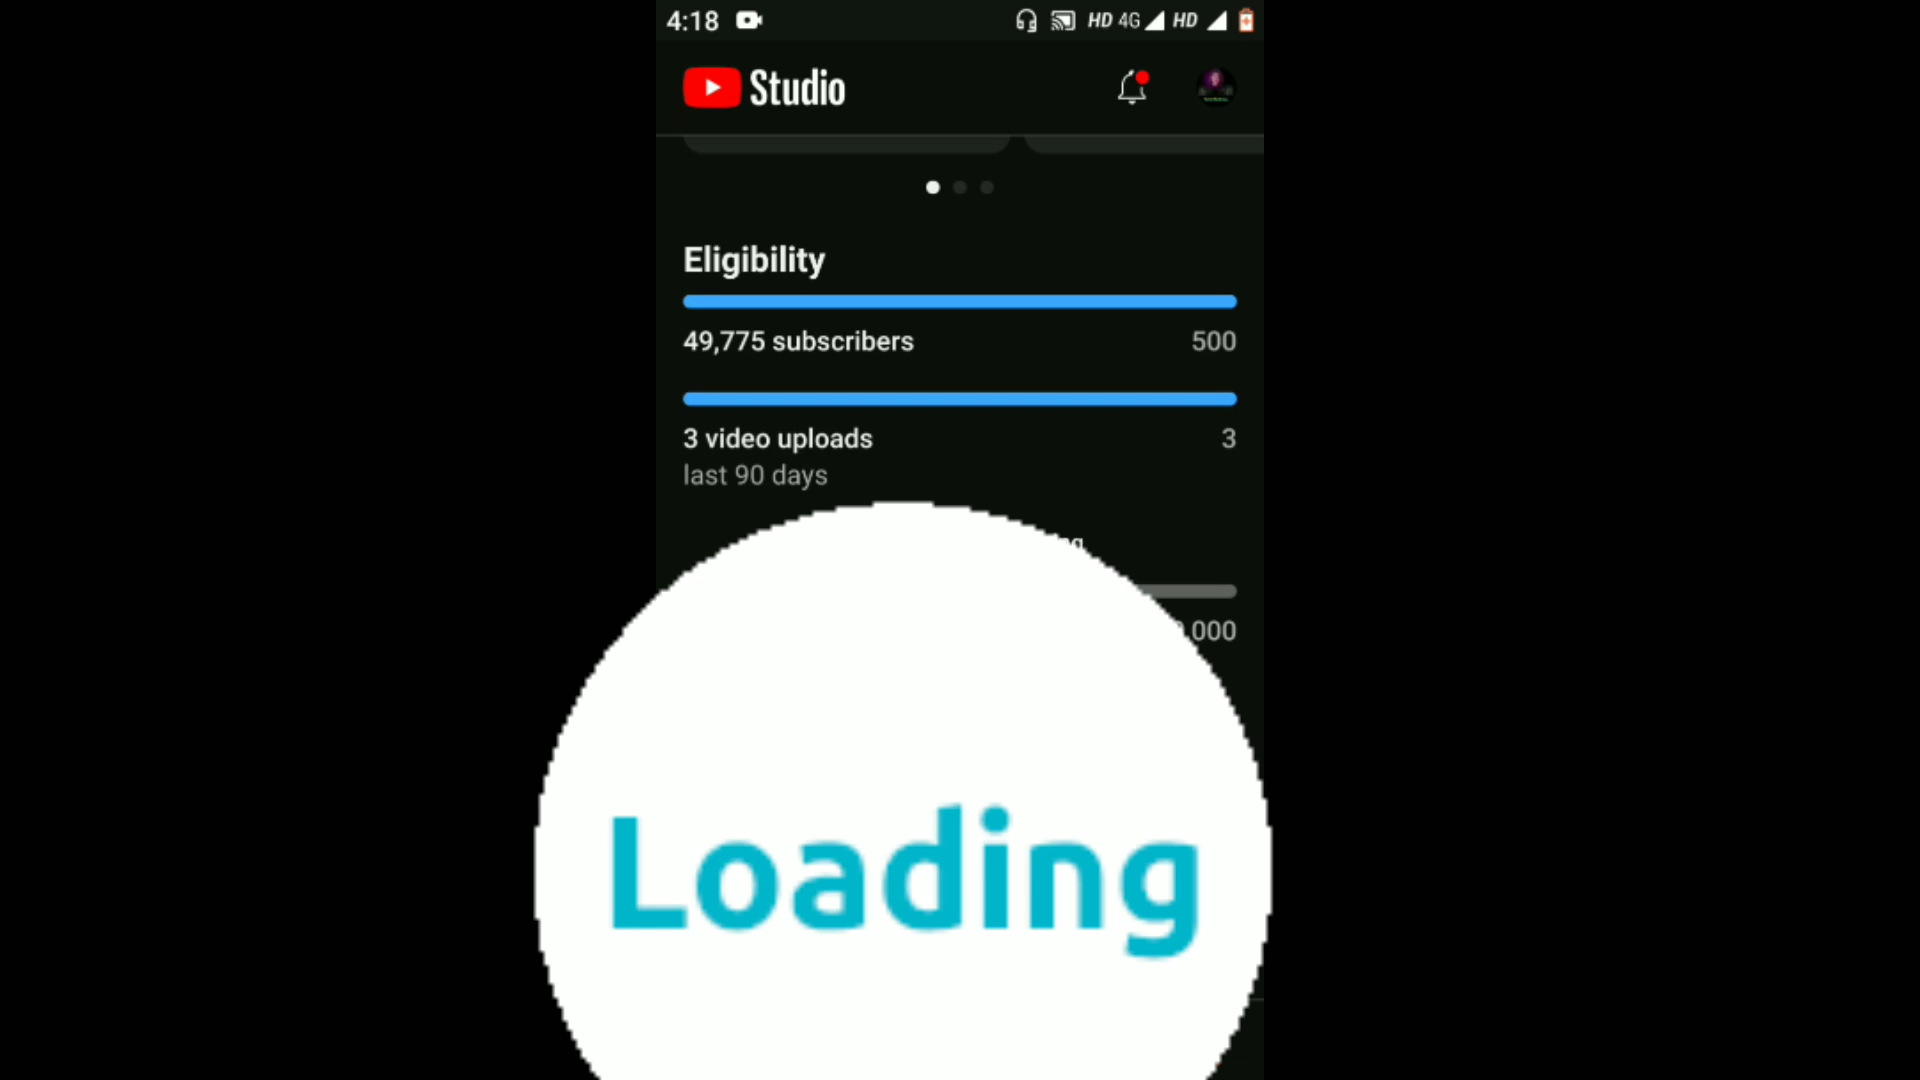 4:18 HD 4G HD
Studio
Eligibility
49,775 subscribers 500
3 video uploads 3
last 90 days
Loading